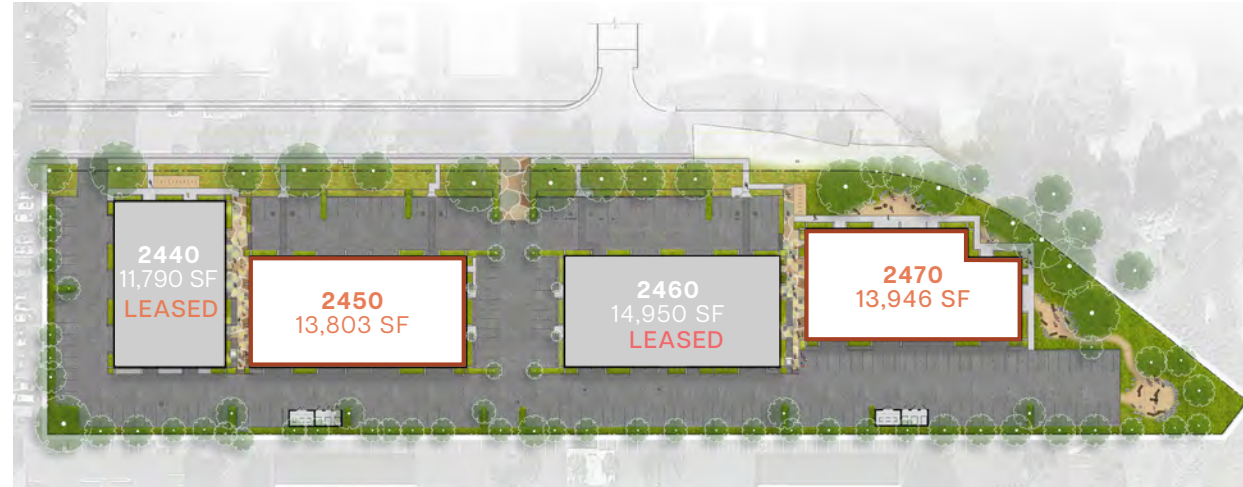 2440
11,790 SF
LEASED
2450
13,803 SF
2460
14,950 SF
LEASED
2470
13,946 SF